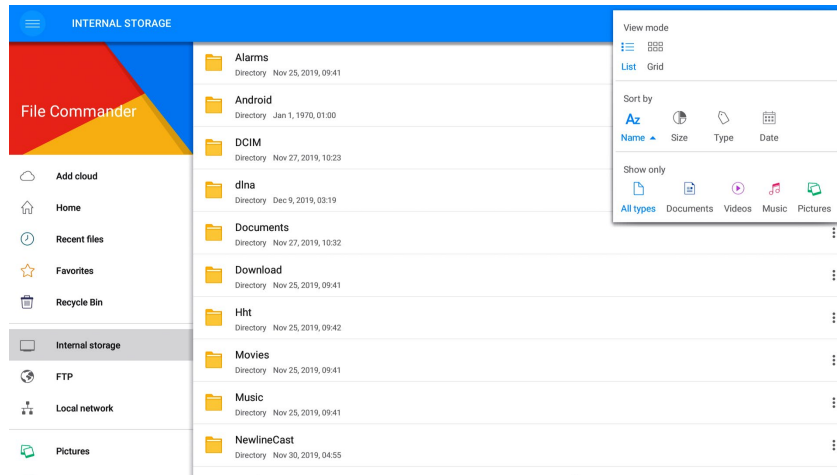 INTERNAL STORAGE
File Commander
Add cloud
Home
Recent files
Favorites
Recycle Bin
Internal storage
FTP
Local network
Pictures
Alarms
Directory Nov 25, 2019, 09:41
Android
Directory Jan 1, 1970, 01:00
DCIM
Directory Nov 27, 2019, 10:23
dlna
Directory Dec 9, 2019, 03:19
Documents
Directory Nov 27, 2019, 10:32
Download
Directory Nov 25, 2019, 09:41
Hht
Directory Nov 25, 2019, 09:42
Movies
Directory Nov 25, 2019, 09:41
Music
Directory Nov 25, 2019, 09:41
NewlineCast
Directory Nov 30, 2019, 04:55
View mode
List Grid
Sort by
Az
Name Size Type Date
Show only
All types Documents Videos Music Pictures